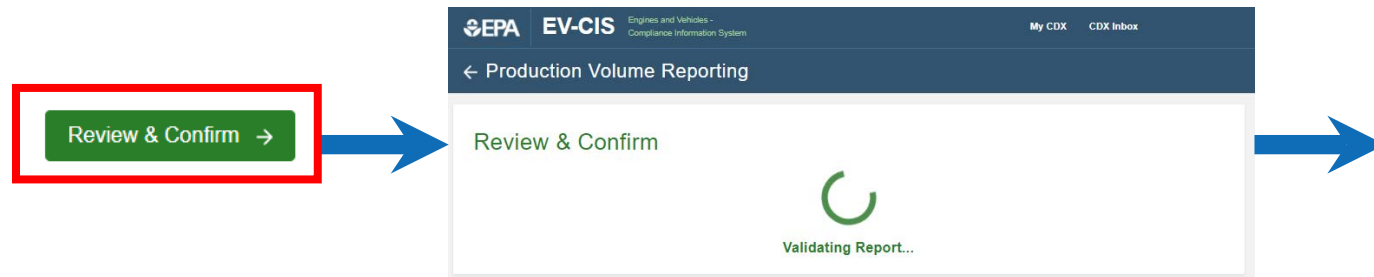 EPA EV-CIS Engines and Vehicles -
Compliance Information System
My CDX CDX Inbox
← Production Volume Reporting
Review & Confirm →
Review & Confirm
Validating Report...